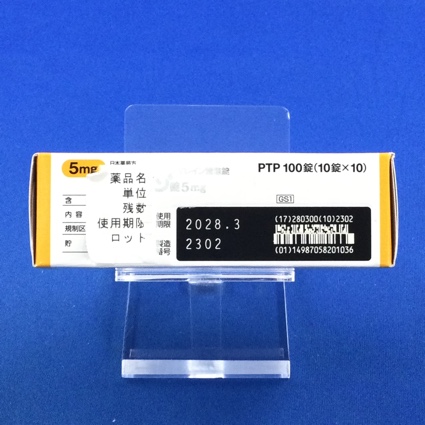 5mg
日本薬局方
PTP 100錠(10錠×10)
薬品名
錠5mg
単位
含
残数
内容
使用期限
規制区
ロット
貯
使用
期限
2028.3
製造
番号
2302
GS1
(17)280300(10)2302
(01)14987058201036